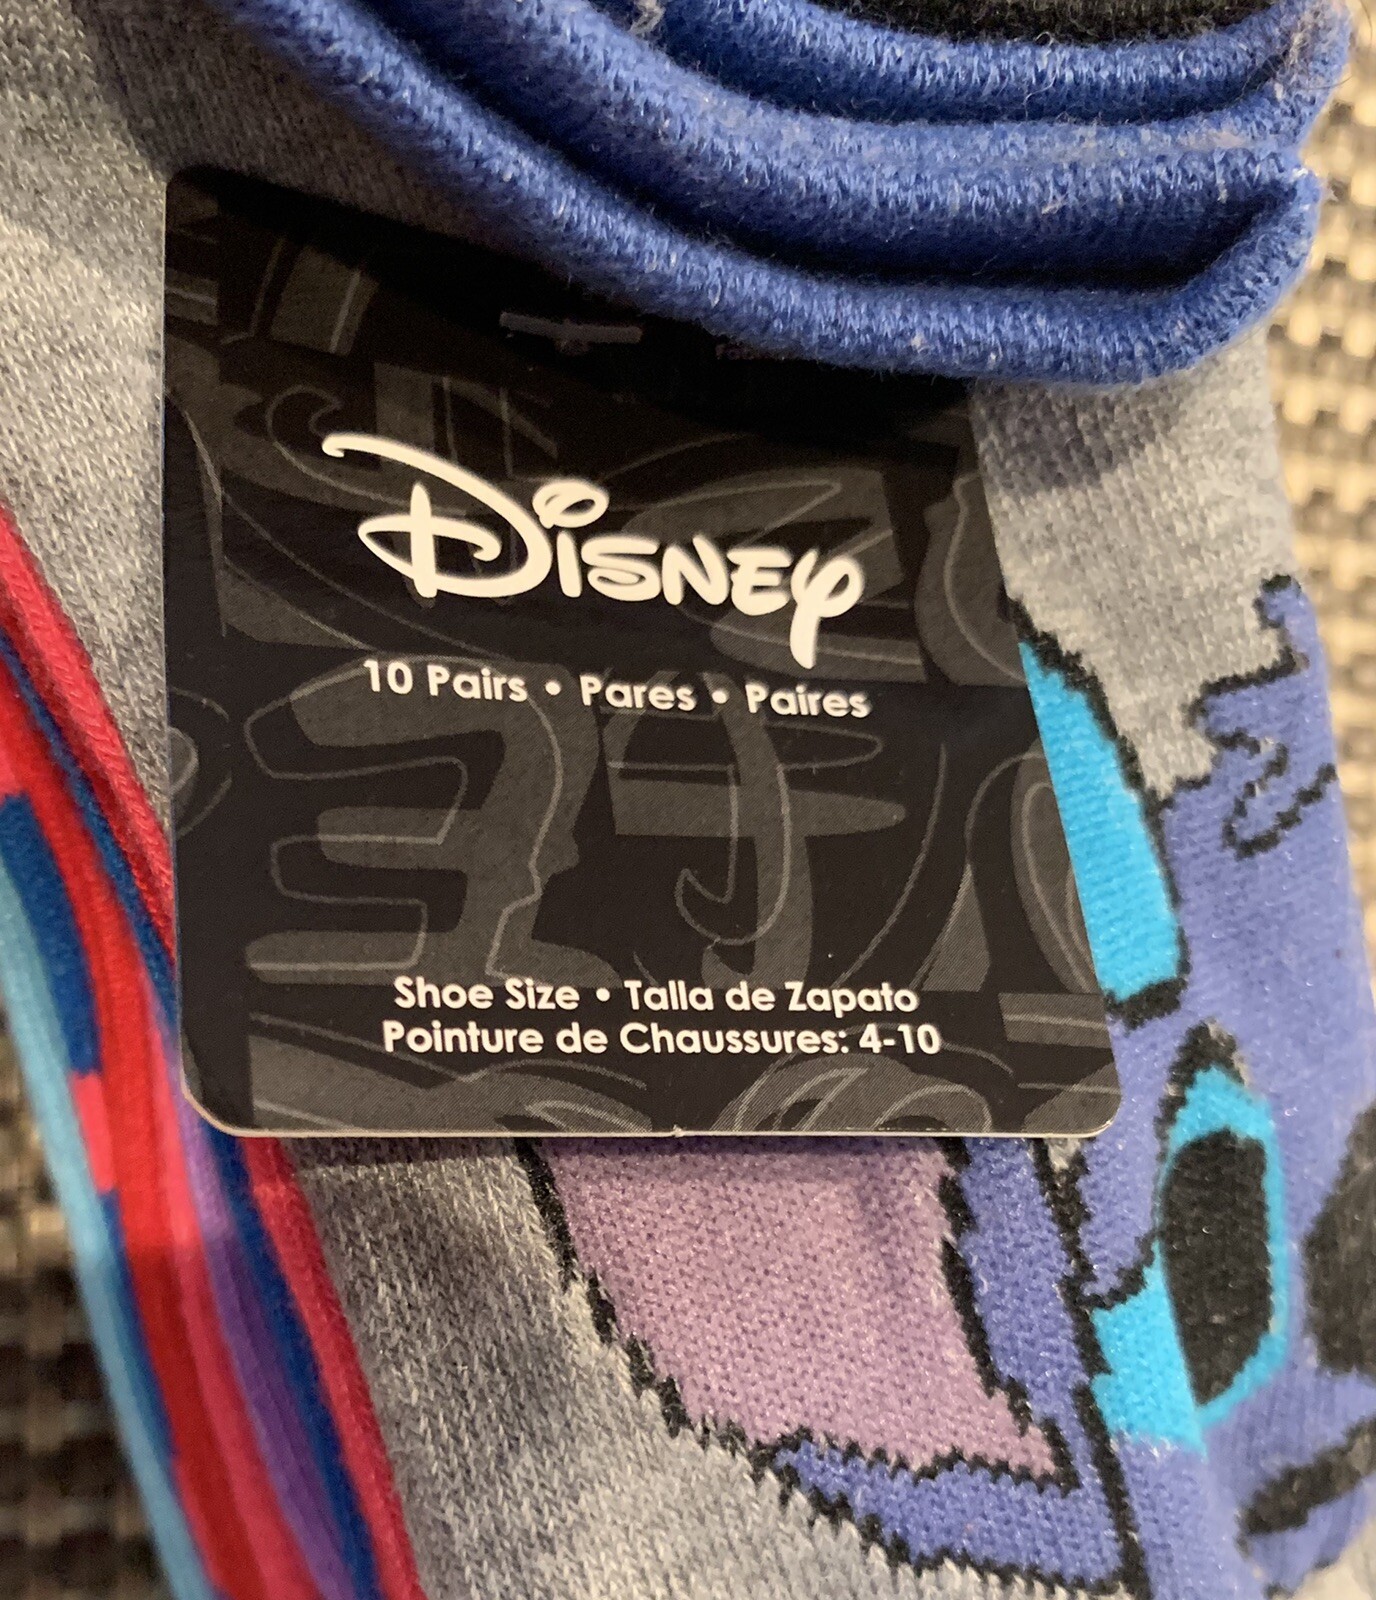 Disney
10 Pairs • Pares • Paires
Shoe Size • Talla de Zapato
Pointure de Chaussures: 4-10